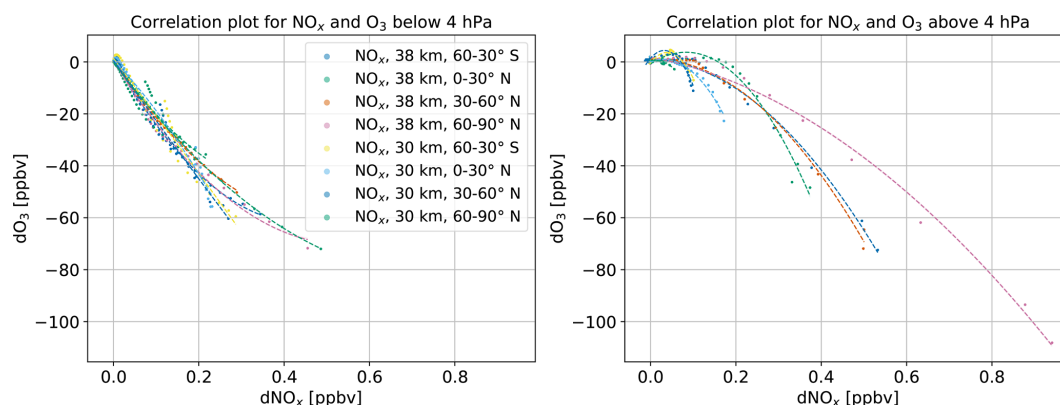 Correlation plot for NOx and O3 below 4 hPa
0
−20
−40
−60
−80
−100
dO3 [ppbv]
0.0 0.2 0.4 0.6 0.8
dNOx [ppbv]
NOx, 38 km, 60-30° S
NOx, 38 km, 0-30° N
NOx, 38 km, 30-60° N
NOx, 38 km, 60-90° N
NOx, 30 km, 60-30° S
NOx, 30 km, 0-30° N
NOx, 30 km, 30-60° N
NOx, 30 km, 60-90° N
Correlation plot for NOx and O3 above 4 hPa
0
−20
−40
−60
−80
−100
dO3 [ppbv]
0.0 0.2 0.4 0.6 0.8
dNOx [ppbv]